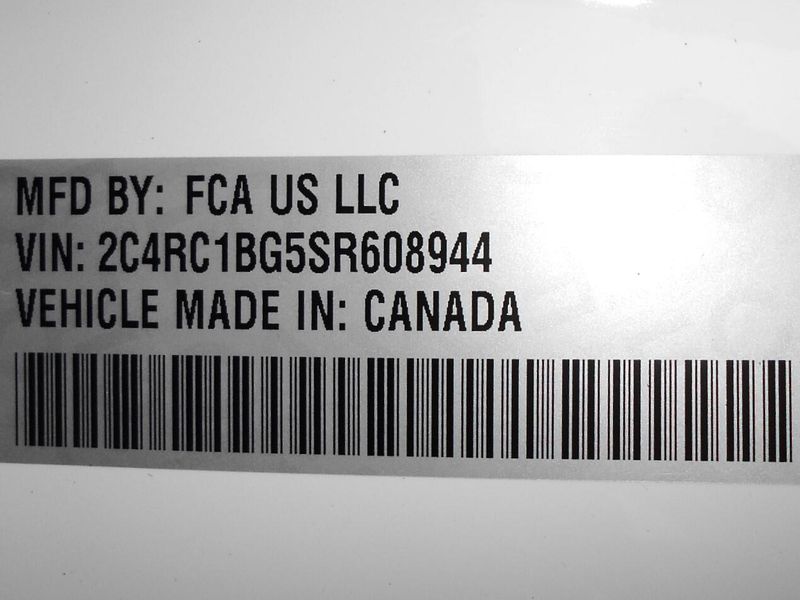 MFD BY: FCA US LLC
VIN: 2C4RC1BG5SR608944
VEHICLE MADE IN: CANADA